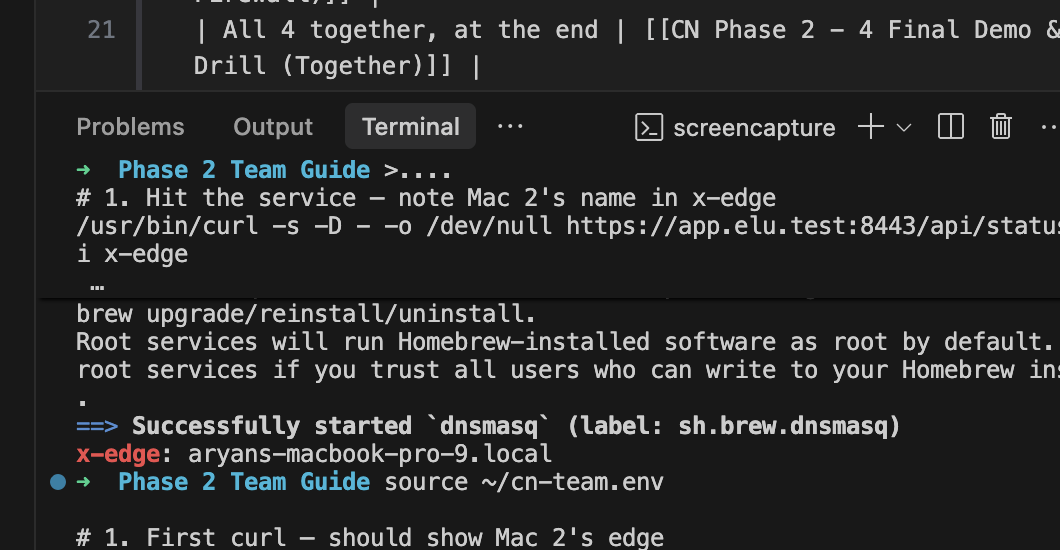 21
| All 4 together, at the end | [[CN Phase 2 - 4 Final Demo &
Drill (Together)]] |
Problems Output Terminal ··· screencapture
→ Phase 2 Team Guide >....
# 1. Hit the service — note Mac 2's name in x-edge
/usr/bin/curl -s -D - -o /dev/null https://app.elu.test:8443/api/status
i x-edge
…
brew upgrade/reinstall/uninstall.
Root services will run Homebrew-installed software as root by default.
root services if you trust all users who can write to your Homebrew ins
.
==> Successfully started `dnsmasq` (label: sh.brew.dnsmasq)
x-edge: aryans-macbook-pro-9.local
→ Phase 2 Team Guide source ~/cn-team.env
# 1. First curl — should show Mac 2's edge